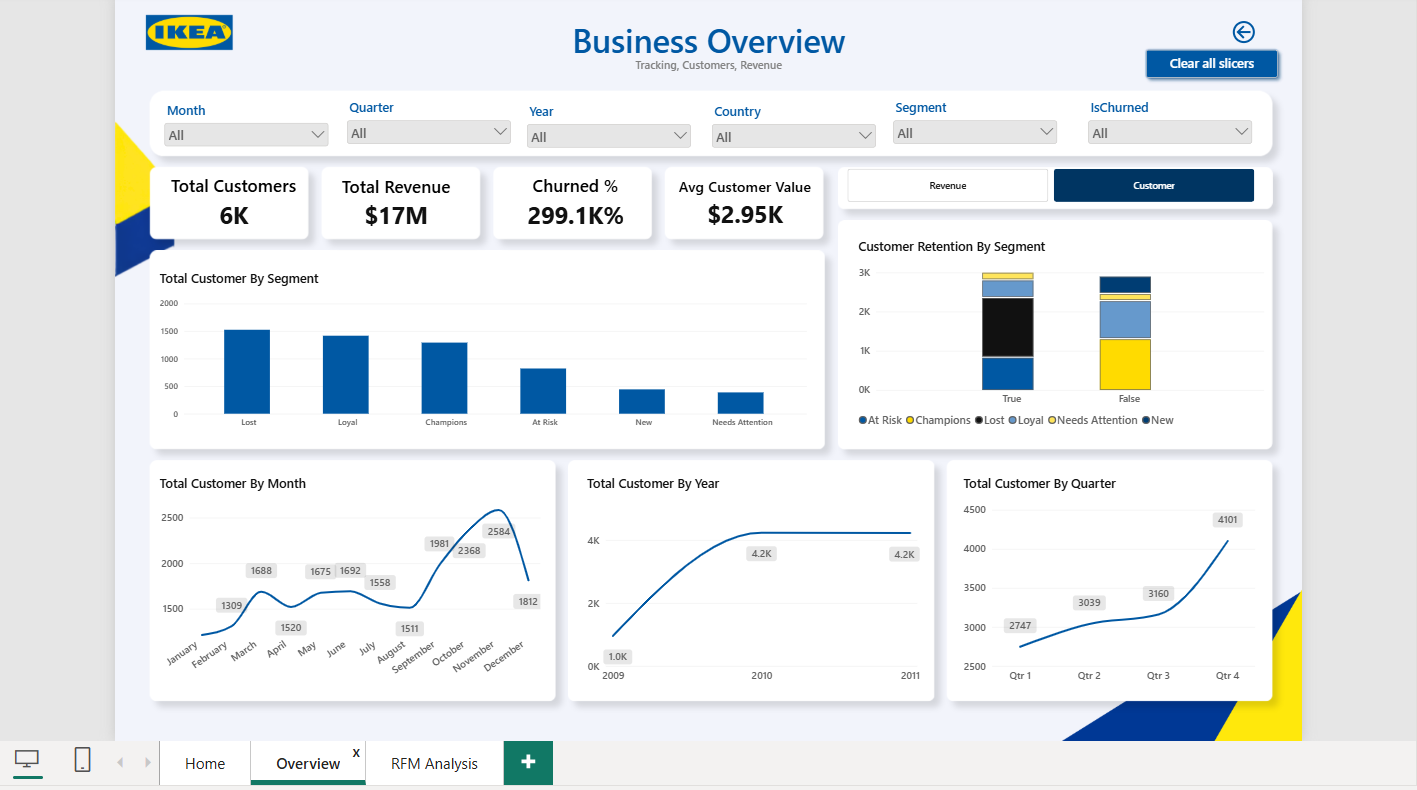 IKEA
Business Overview
Tracking, Customers, Revenue
Clear all slicers
Month
All
Quarter
All
Year
All
Country
All
Segment
All
IsChurned
All
Total Customers
6K
Total Revenue
$17M
Churned %
299.1K%
Avg Customer Value
$2.95K
Revenue
Customer
Total Customer By Segment
2000
1500
1000
500
0
Lost
Loyal
Champions
At Risk
New
Needs Attention
Customer Retention By Segment
3K
2K
1K
0K
True
False
At Risk Champions Lost Loyal Needs Attention New
Total Customer By Month
2500
2000
1500
1309
1688
1520
1675
1692
1558
1511
1981
2368
2584
1812
January
February
March
April
May
June
July
August
September
October
November
December
Total Customer By Year
4K
2K
0K
1.0K
4.2K
4.2K
2009
2010
2011
Total Customer By Quarter
4500
4000
3500
3000
2500
2747
3039
3160
4101
Qtr 1
Qtr 2
Qtr 3
Qtr 4
Home
Overview
x
RFM Analysis
+